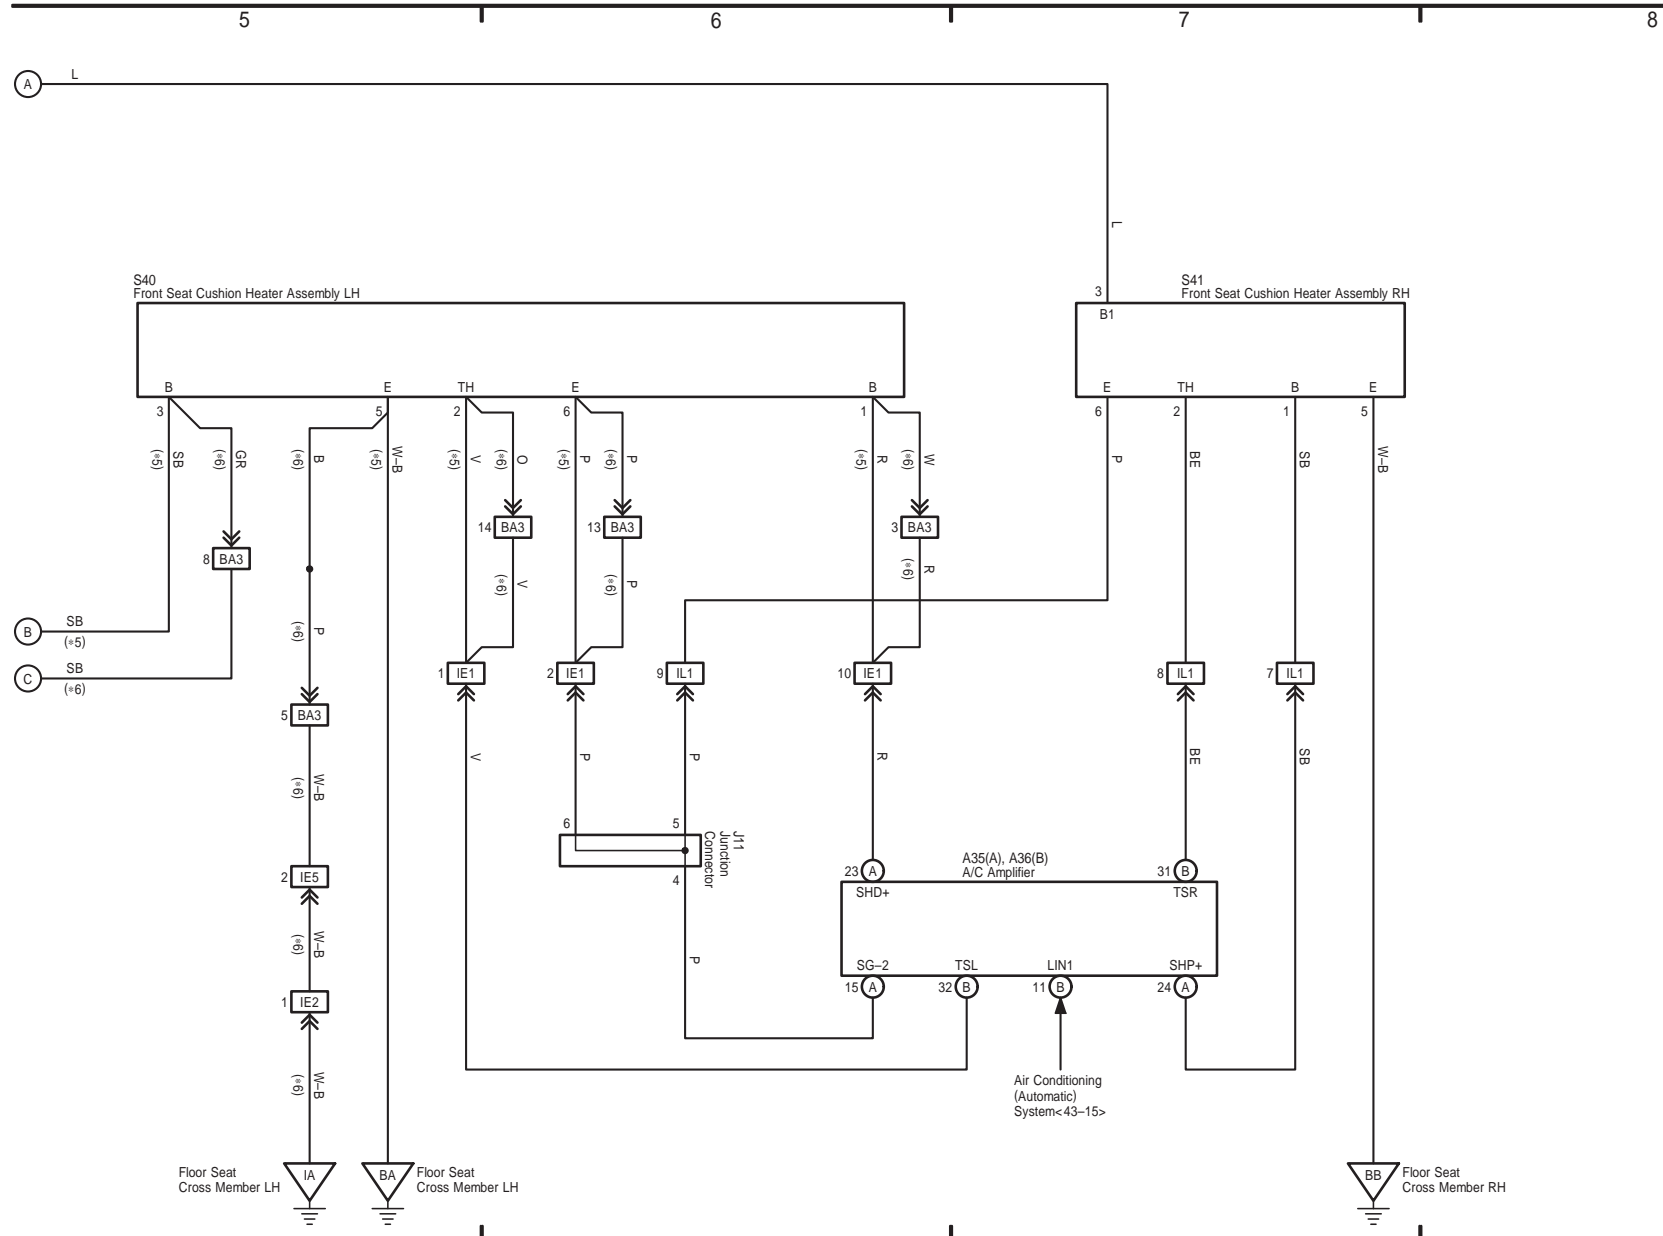 5
6
7
8
A
L
L
S40
Front Seat Cushion Heater Assembly LH
S41
Front Seat Cushion Heater Assembly RH
3
B1
B
E
TH
E
B
E
TH
B
E
3
5
2
6
1
6
2
1
5
(*5)
SB
(*6)
GR
(*6)
B
(*5)
W–B
(*5)
V
(*6)
O
(*5)
P
(*6)
P
(*5)
R
(*6)
W
P
BE
SB
W–B
14 BA3
13 BA3
3 BA3
8 BA3
(*6)
V
(*6)
P
(*6)
R
B
SB
(*5)
(*6)
P
C
SB
(*6)
1 IE1
2 IE1
9 IL1
10 IE1
8 IL1
7 IL1
5 BA3
(*6)
W–B
V
P
P
R
BE
SB
6
5
J11
Junction
Connector
4
A35(A), A36(B)
A/C Amplifier
23 A
31 B
2 IE5
SHD+
TSR
(*6)
W–B
P
SG–2
TSL
LIN1
SHP+
15 A
32 B
11 B
24 A
1 IE2
(*6)
W–B
Air Conditioning
(Automatic)
System<43–15>
Floor Seat
Cross Member LH
IA
BA
Floor Seat
Cross Member LH
BB
Floor Seat
Cross Member RH